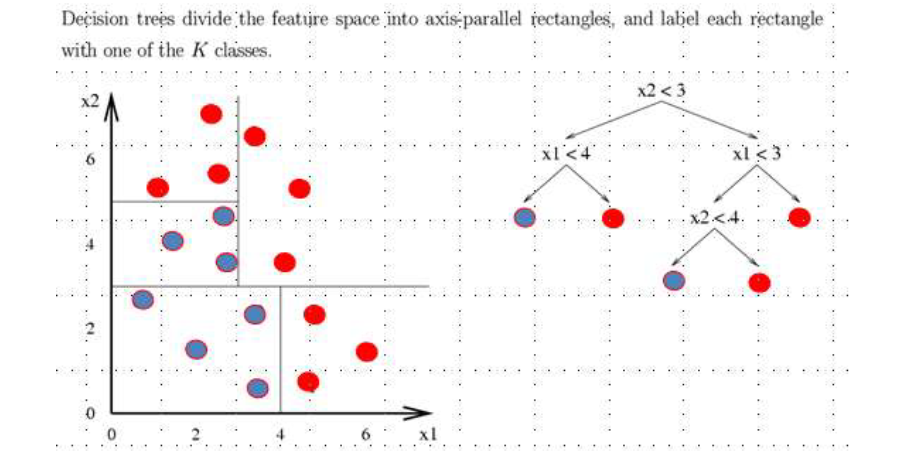 Decision trees divide the feature space into axis-parallel rectangles, and label each rectangle
with one of the K classes.
x2
6
4
2
0
0 2 4 6 x1
x2 < 3
x1 < 4 x1 < 3
x2 < 4